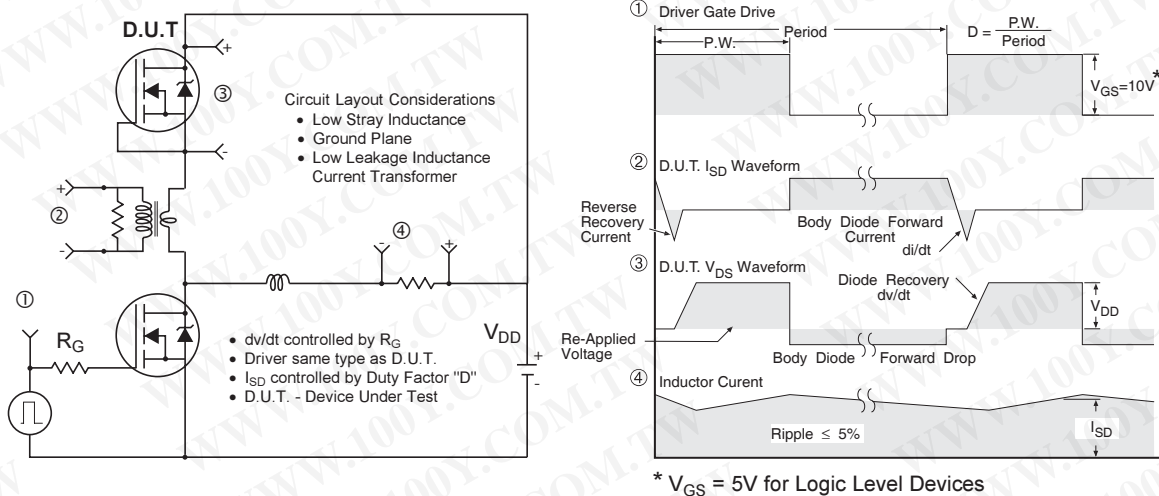 D.U.T
+
③
-
Circuit Layout Considerations
• Low Stray Inductance
• Ground Plane
• Low Leakage Inductance
Current Transformer
+
②
-
④
-
+
①
R_G
V_DD
+
-
• dv/dt controlled by R_G
• Driver same type as D.U.T.
• I_SD controlled by Duty Factor "D"
• D.U.T. - Device Under Test
① Driver Gate Drive
P.W.
Period
D = P.W. / Period
V_GS=10V*
② D.U.T. I_SD Waveform
Reverse
Recovery
Current
Body Diode Forward
Current
di/dt
③ D.U.T. V_DS Waveform
Diode Recovery
dv/dt
V_DD
Re-Applied
Voltage
Body Diode Forward Drop
④ Inductor Curent
Ripple ≤ 5%
I_SD
* V_GS = 5V for Logic Level Devices
WWW.100Y.COM.TW